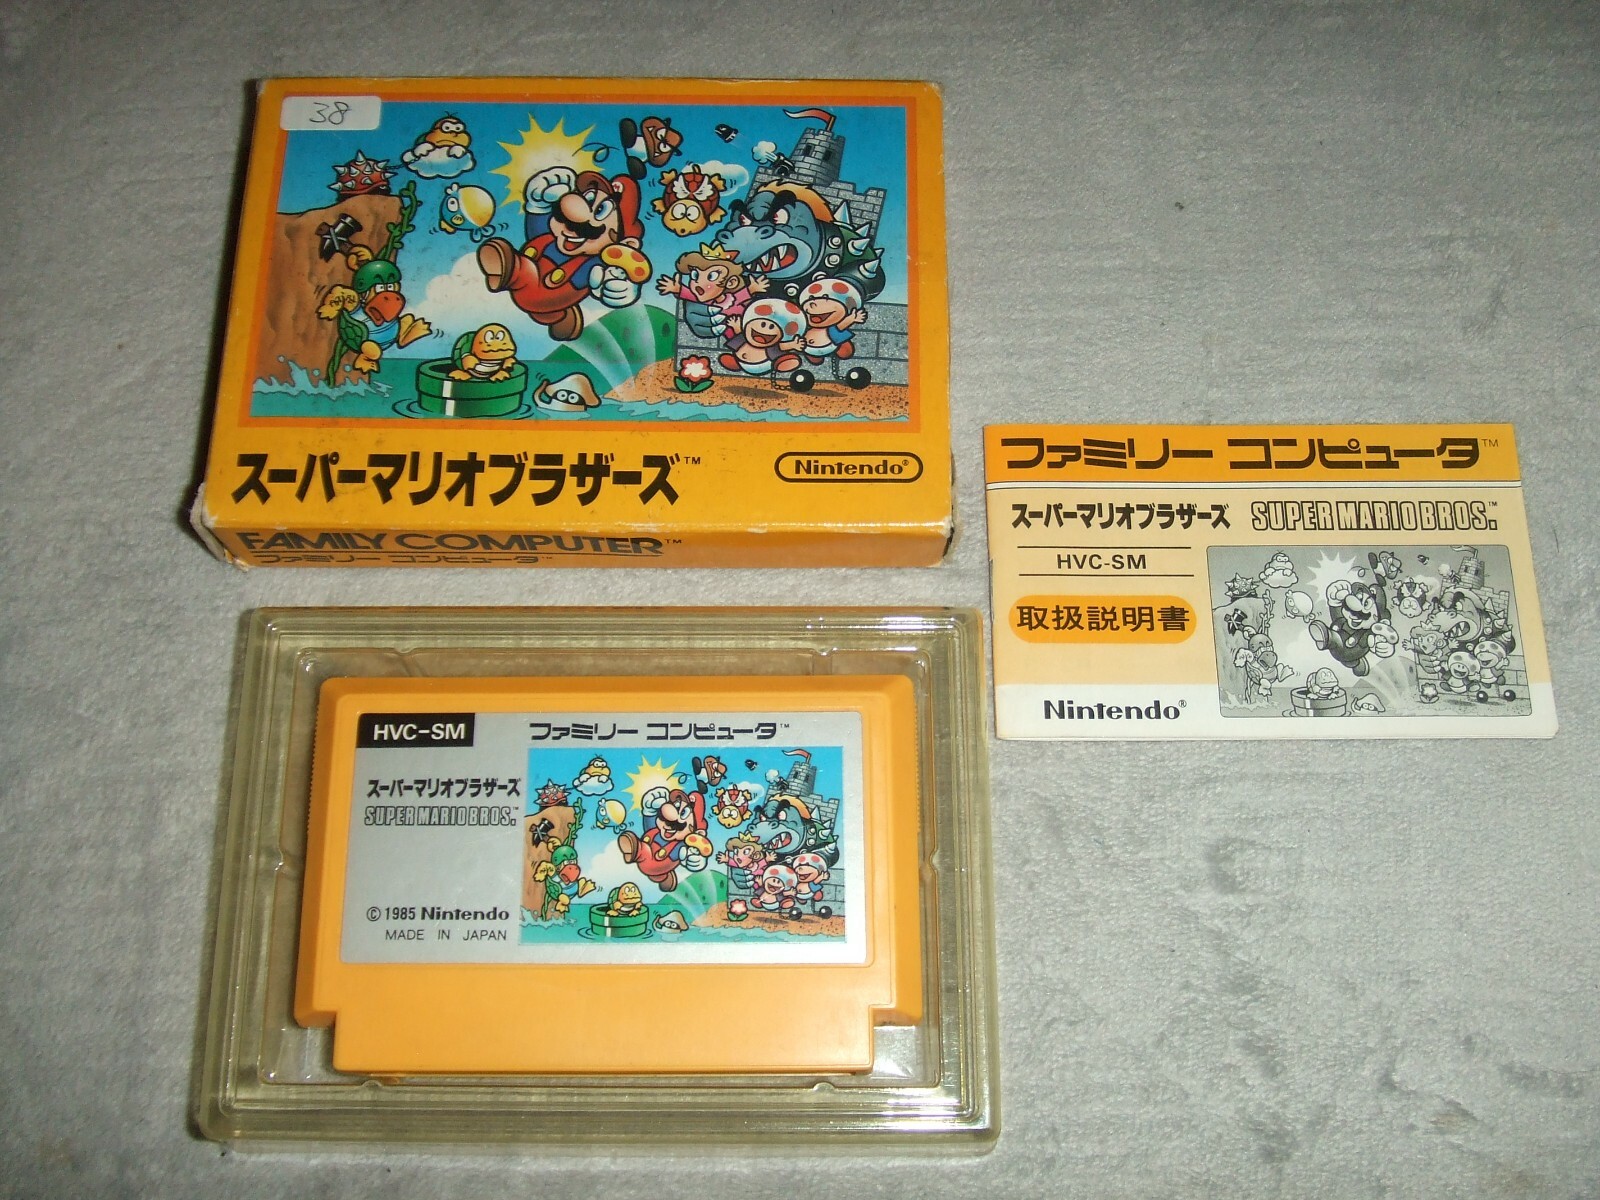 38
スーパーマリオブラザーズ™
Nintendo®
FAMILY COMPUTER™
ファミリー コンピュータ™
ファミリー コンピュータ™
スーパーマリオブラザーズ SUPER MARIO BROS.™
HVC-SM
取扱説明書
Nintendo®
HVC-SM
ファミリー コンピュータ™
スーパーマリオブラザーズ
SUPER MARIO BROS.™
© 1985 Nintendo
MADE IN JAPAN